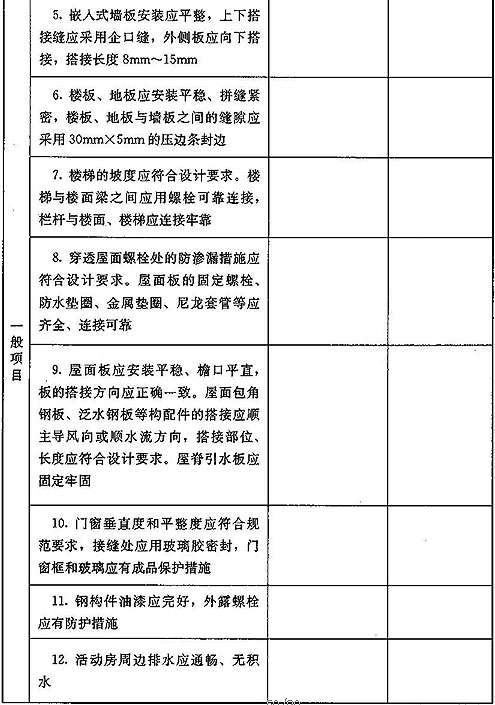 5. 嵌入式墙板安装应平整，上下搭
接缝应采用企口缝，外侧板应向下搭
接，搭接长度8mm～15mm
6. 楼板、地板应安装平稳、拼缝紧
密，楼板、地板与墙板之间的缝隙应
采用30mm×5mm的压边条封边
7. 楼梯的坡度应符合设计要求。楼
梯与楼面梁之间应用螺栓可靠连接，
栏杆与楼面、楼梯应连接牢靠
8. 穿透屋面螺栓处的防渗漏措施应
符合设计要求。屋面板的固定螺栓、
防水垫圈、金属垫圈、尼龙套管等应
齐全、连接可靠
一般项目
9. 屋面板应安装平稳、檐口平直，
板的搭接方向应正确一致。屋面包角
钢板、泛水钢板等构配件的搭接应顺
主导风向或顺水流方向，搭接部位、
长度应符合设计要求。屋脊引水板应
固定牢固
10. 门窗垂直度和平整度应符合规
范要求，接缝处应用玻璃胶密封，门
窗框和玻璃应有成品保护措施
11. 钢构件油漆应完好，外露螺栓
应有防护措施
12. 活动房周边排水应通畅、无积
水